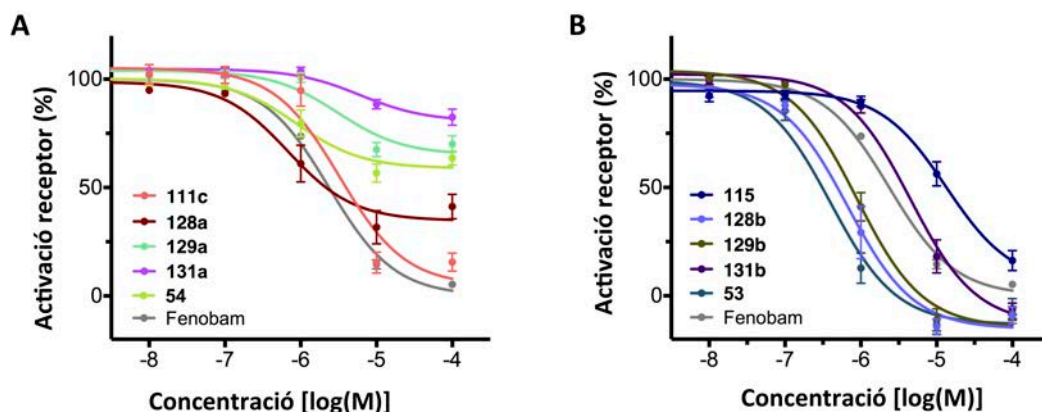 A
Activació receptor (%)
100
50
0
111c
128a
129a
131a
54
Fenobam
-8 -7 -6 -5 -4
Concentració [log(M)]
B
Activació receptor (%)
100
50
0
115
128b
129b
131b
53
Fenobam
-8 -7 -6 -5 -4
Concentració [log(M)]